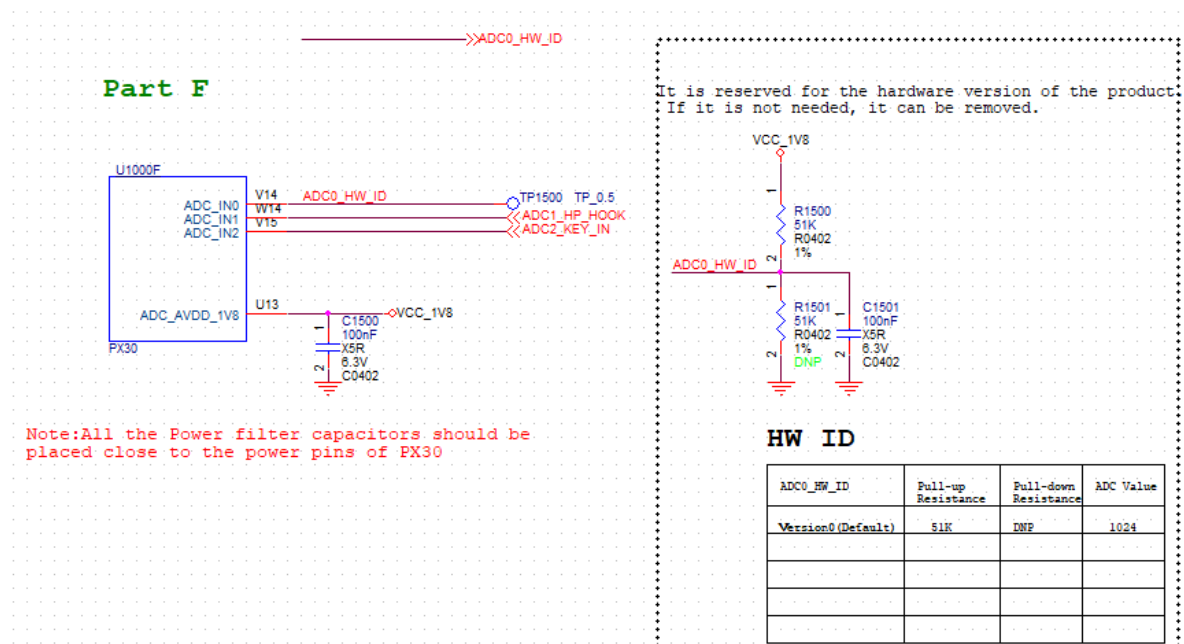 ADC0_HW_ID
Part F
U1000F
ADC_IN0
ADC_IN1
ADC_IN2
V14
W14
V15
ADC0_HW_ID
TP1500 TP_0.5
ADC1_HP_HOOK
ADC2_KEY_IN
ADC_AVDD_1V8
U13
VCC_1V8
PX30
1
2
C1500
100nF
X5R
6.3V
C0402
Note:All the Power filter capacitors should be
placed close to the power pins of PX30
It is reserved for the hardware version of the product.
If it is not needed, it can be removed.
VCC_1V8
1
2
R1500
51K
R0402
1%
ADC0_HW_ID
1
2
R1501
51K
R0402
1%
DNP
1
2
C1501
100nF
X5R
6.3V
C0402
HW ID
ADC0_HW_ID Pull-up Resistance Pull-down Resistance ADC Value
Version0(Default) 51K DNP 1024